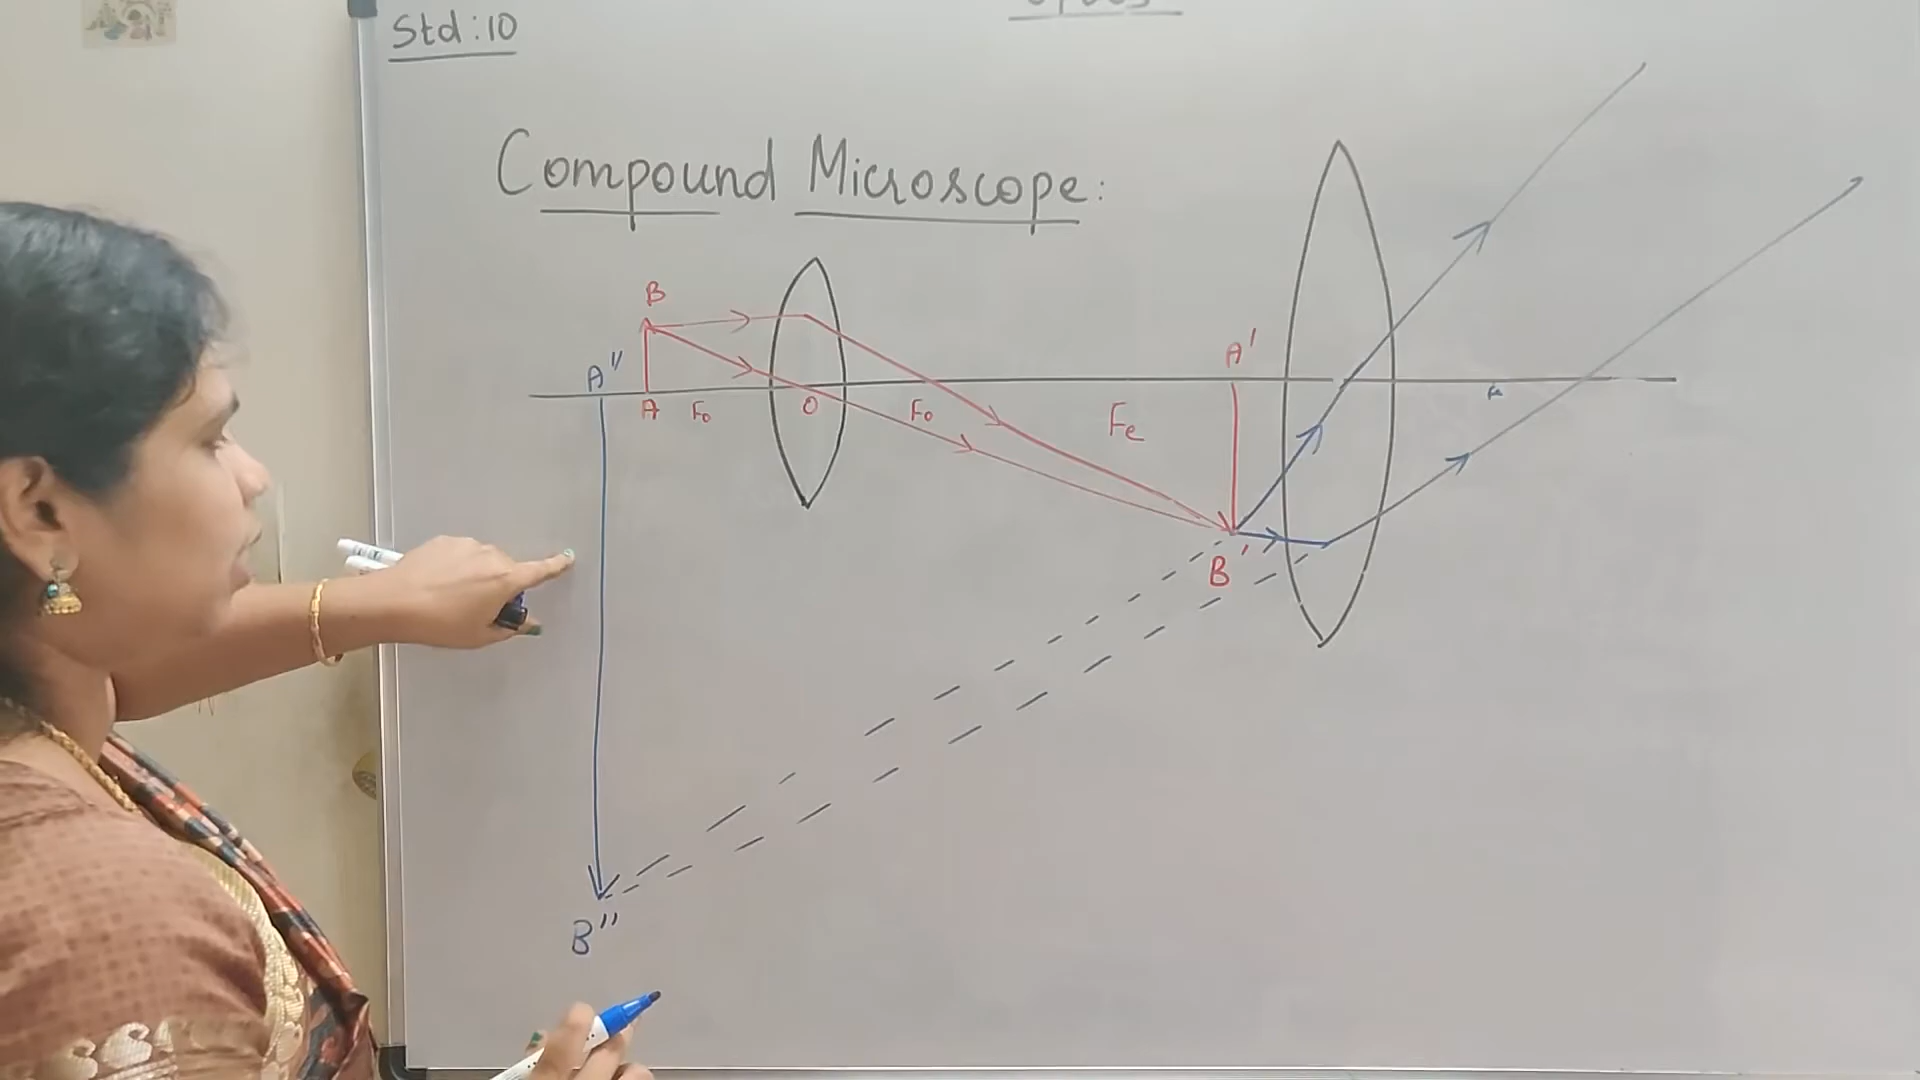 Std : 10
Compound Microscope:
B
A"
A'
A
Fo
O
Fo
Fe
B'
B"